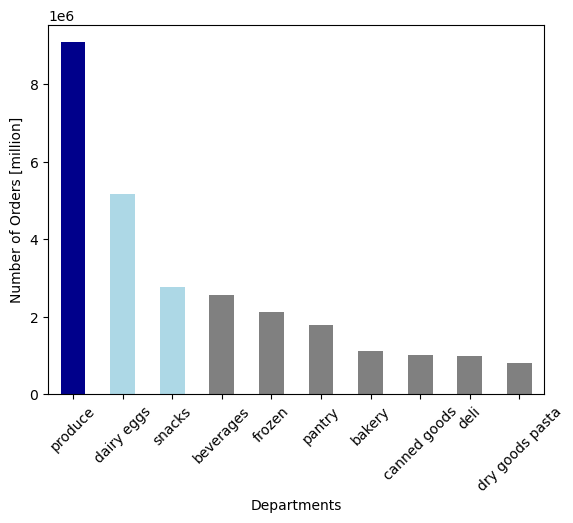 1e6
8
6
4
2
0
Number of Orders [million]
produce
dairy eggs
snacks
beverages
frozen
pantry
bakery
canned goods
deli
dry goods pasta
Departments